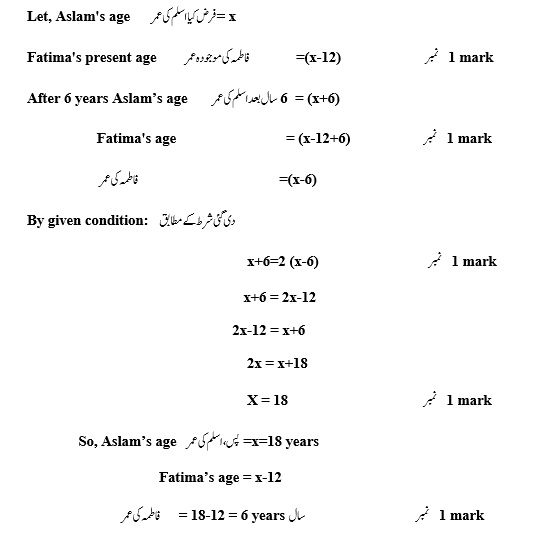 Let, Aslam's age فرض کیا اسلم کی عمر = x
Fatima's present age فاطمہ کی موجودہ عمر =(x-12) نمبر 1 mark
After 6 years Aslam’s age 6 سال بعد اسلم کی عمر = (x+6)
Fatima's age = (x-12+6) نمبر 1 mark
فاطمہ کی عمر =(x-6)
By given condition: دی گئی شرط کے مطابق
x+6=2 (x-6) نمبر 1 mark
x+6 = 2x-12
2x-12 = x+6
2x = x+18
X = 18 نمبر 1 mark
So, Aslam’s age پس، اسلم کی عمر =x=18 years
Fatima’s age = x-12
فاطمہ کی عمر = 18-12 = 6 years سال نمبر 1 mark